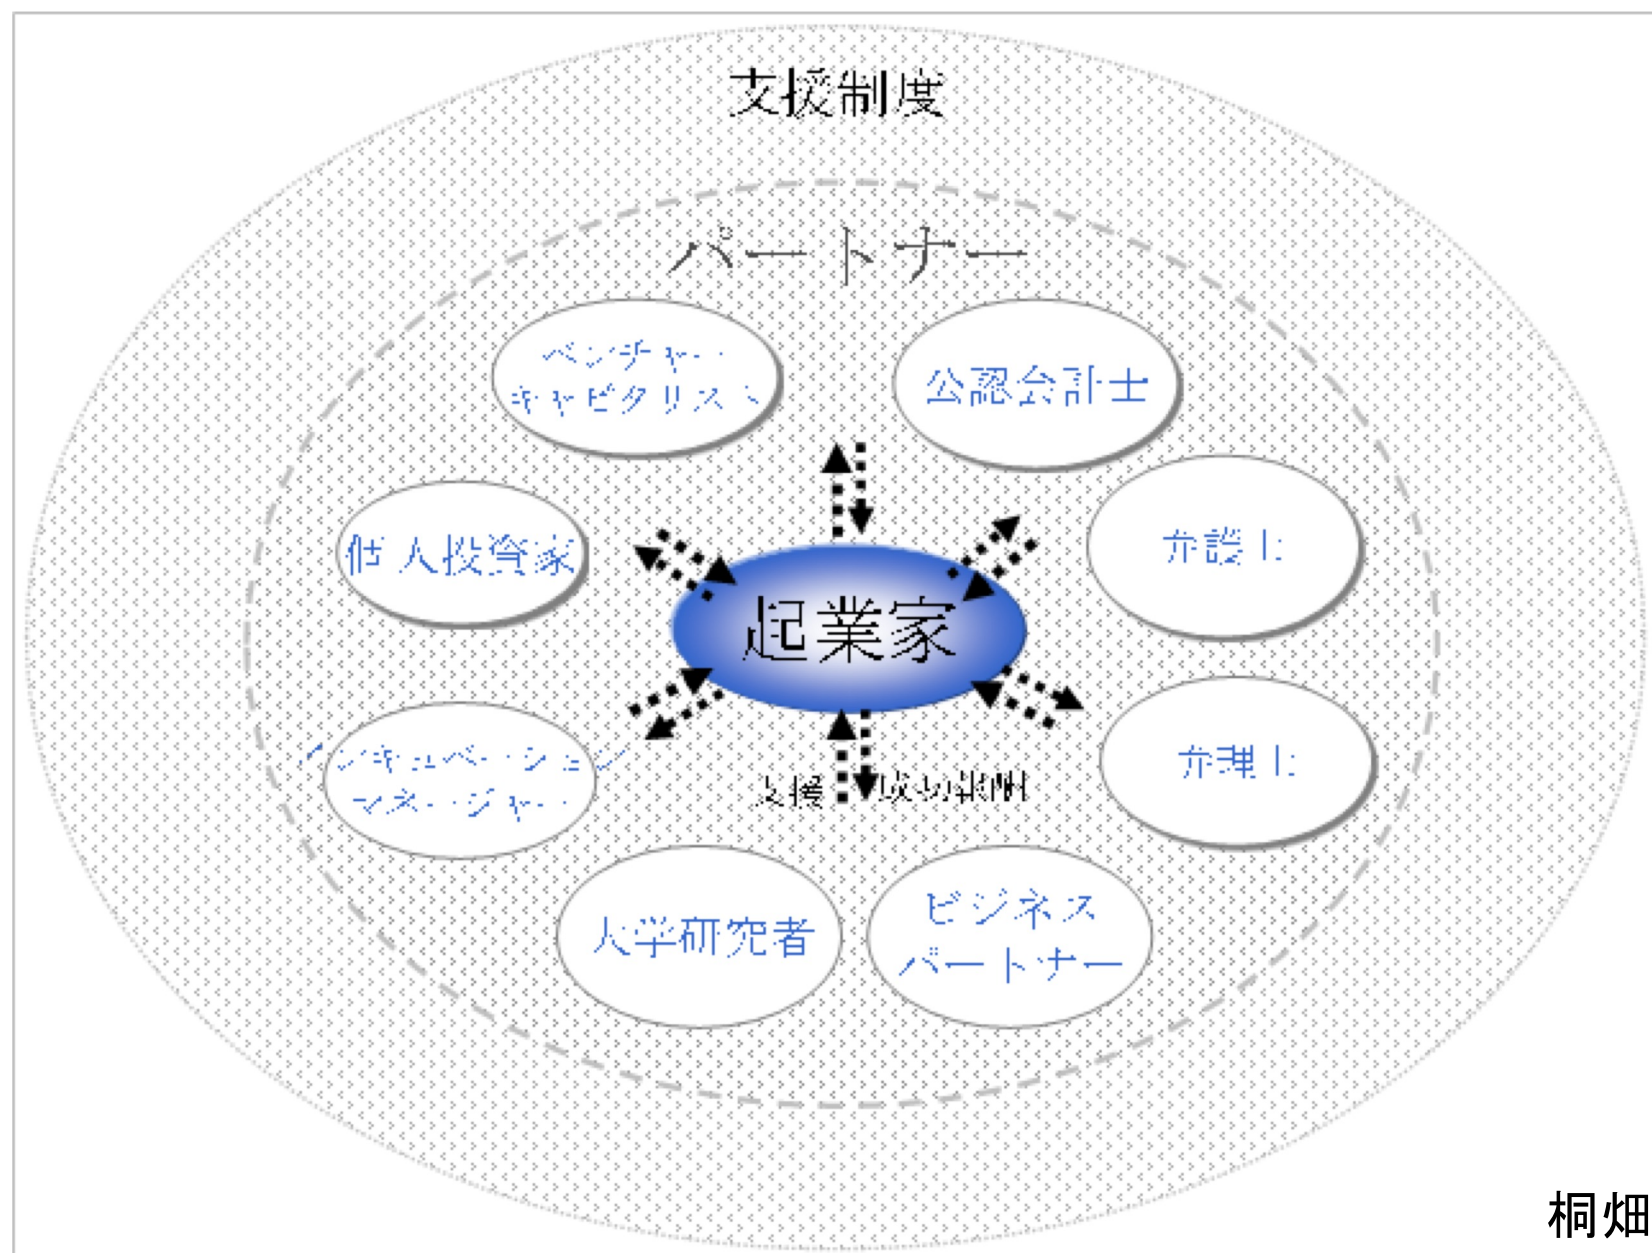 支援制度
パートナー
ベンチャー
キャピタリスト
公認会計士
個人投資家
弁護士
起業家
インキュベーション
マネージャー
弁理士
支援
成功報酬
大学研究者
ビジネス
パートナー
桐畑